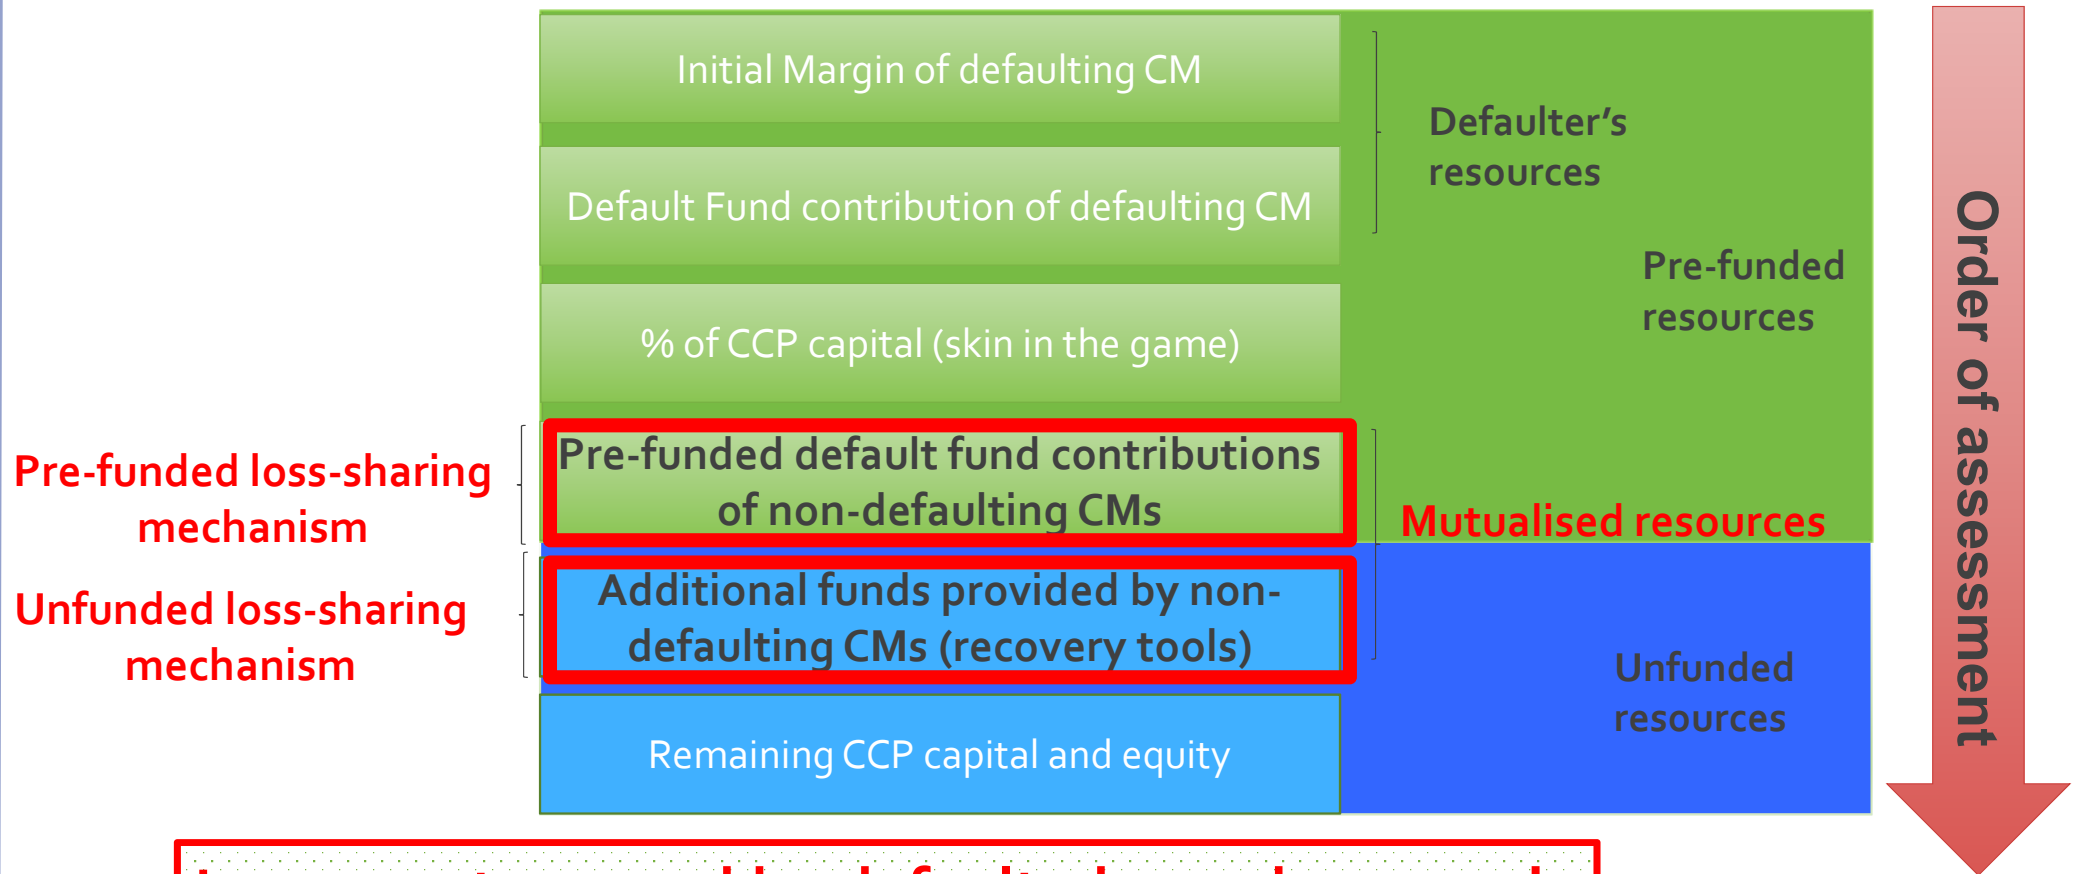 Initial Margin of defaulting CM
Default Fund contribution of defaulting CM
% of CCP capital (skin in the game)
Pre-funded default fund contributions
of non-defaulting CMs
Additional funds provided by non-
defaulting CMs (recovery tools)
Remaining CCP capital and equity
Defaulter’s
resources
Pre-funded
resources
Mutualised resources
Unfunded
resources
Pre-funded loss-sharing
mechanism
Unfunded loss-sharing
mechanism
Order of assessment